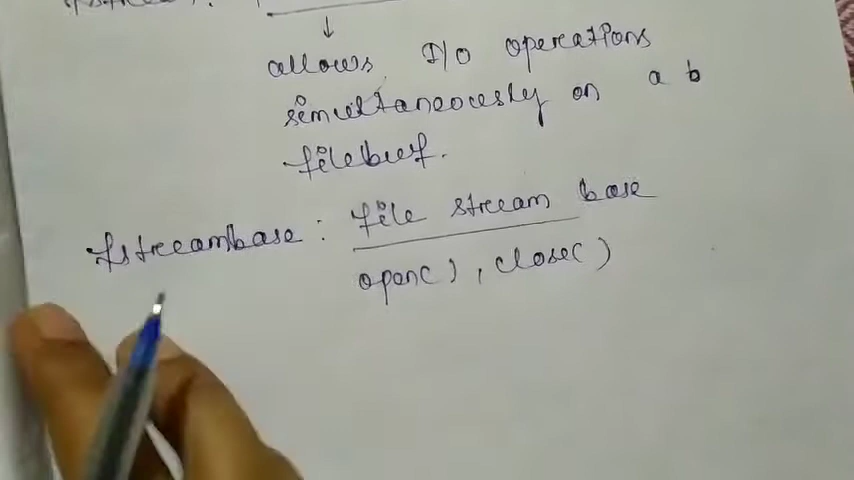 allows I/O operations
simultaneously on a b
filebuf.
fstreambase : file stream base
open( ) , close( )